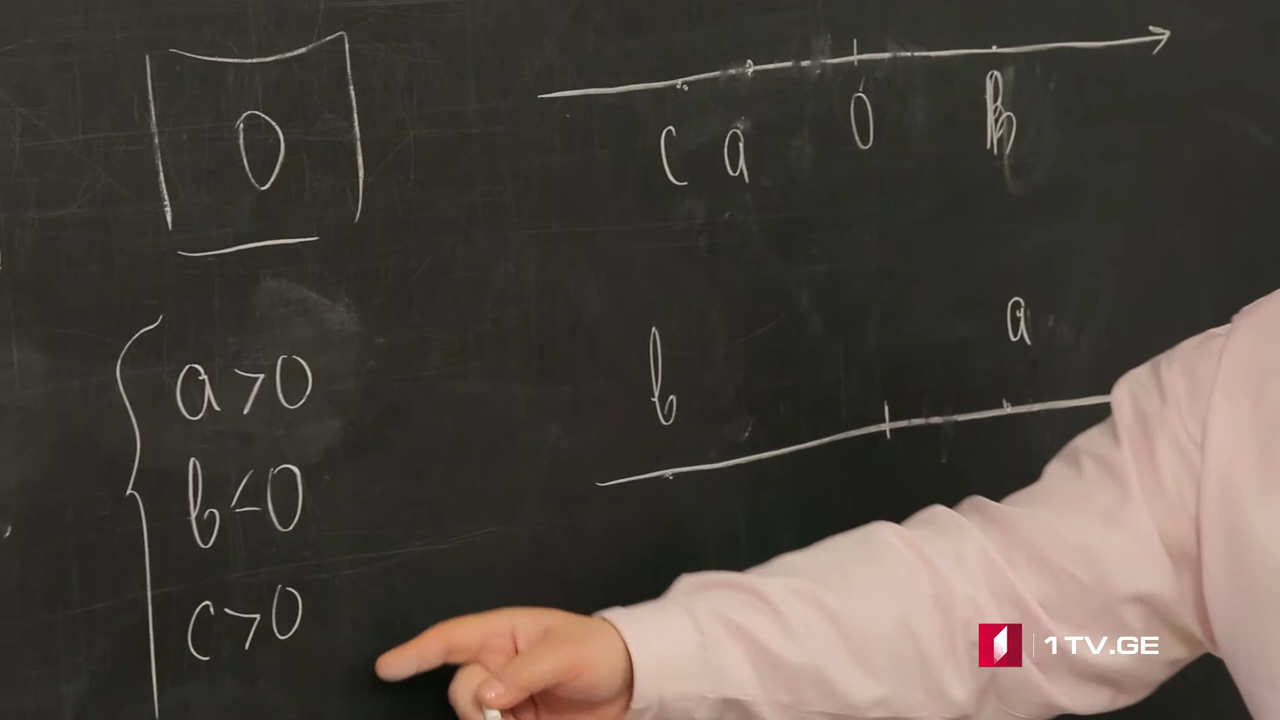 0
c a 0 b
b a
a > 0
b < 0
c > 0
1TV.GE